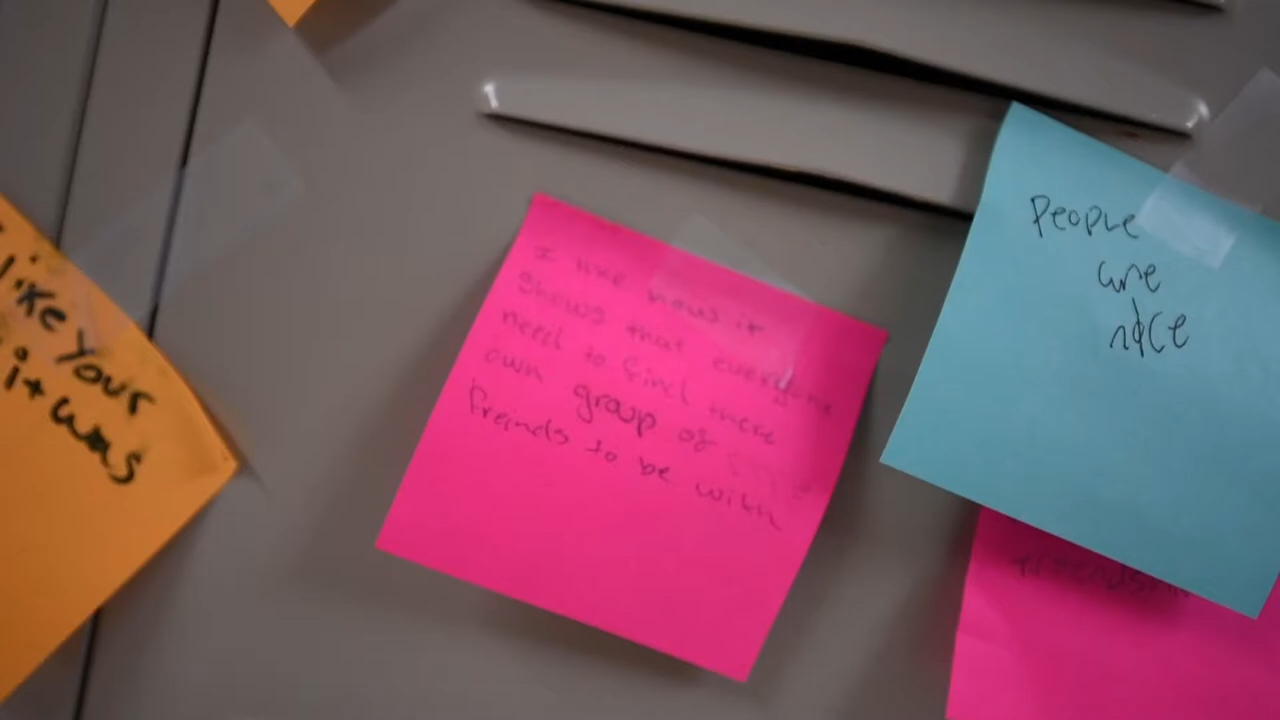 like your
it was
I like how it
shows that everyone
need to find there
own group of
freinds to be with
People
are
nice
friendship